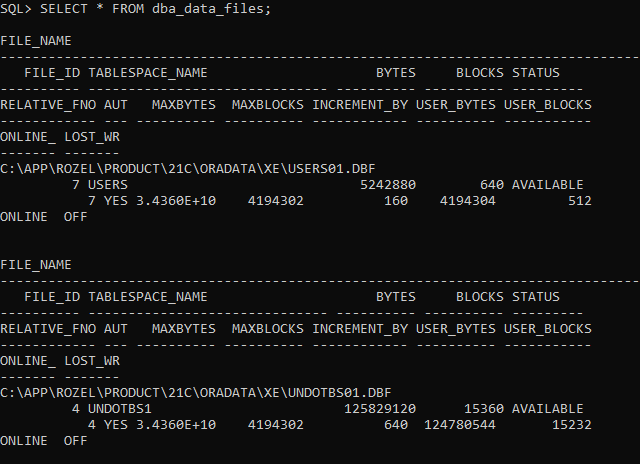 SQL> SELECT * FROM dba_data_files;
FILE_NAME
--------------------------------------------------------------------------------
   FILE_ID TABLESPACE_NAME                     BYTES     BLOCKS STATUS
---------- ------------------------------ ---------- ---------- ---------
RELATIVE_FNO AUT   MAXBYTES  MAXBLOCKS INCREMENT_BY USER_BYTES USER_BLOCKS
------------ --- ---------- ---------- ------------ ---------- -----------
ONLINE_ LOST_WR
------- -------
C:\APP\ROZEL\PRODUCT\21C\ORADATA\XE\USERS01.DBF
         7 USERS                             5242880        640 AVAILABLE
           7 YES 3.4360E+10    4194302          160    4194304         512
ONLINE  OFF
FILE_NAME
--------------------------------------------------------------------------------
   FILE_ID TABLESPACE_NAME                     BYTES     BLOCKS STATUS
---------- ------------------------------ ---------- ---------- ---------
RELATIVE_FNO AUT   MAXBYTES  MAXBLOCKS INCREMENT_BY USER_BYTES USER_BLOCKS
------------ --- ---------- ---------- ------------ ---------- -----------
ONLINE_ LOST_WR
------- -------
C:\APP\ROZEL\PRODUCT\21C\ORADATA\XE\UNDOTBS01.DBF
         4 UNDOTBS1                        125829120      15360 AVAILABLE
           4 YES 3.4360E+10    4194302          640  124780544       15232
ONLINE  OFF